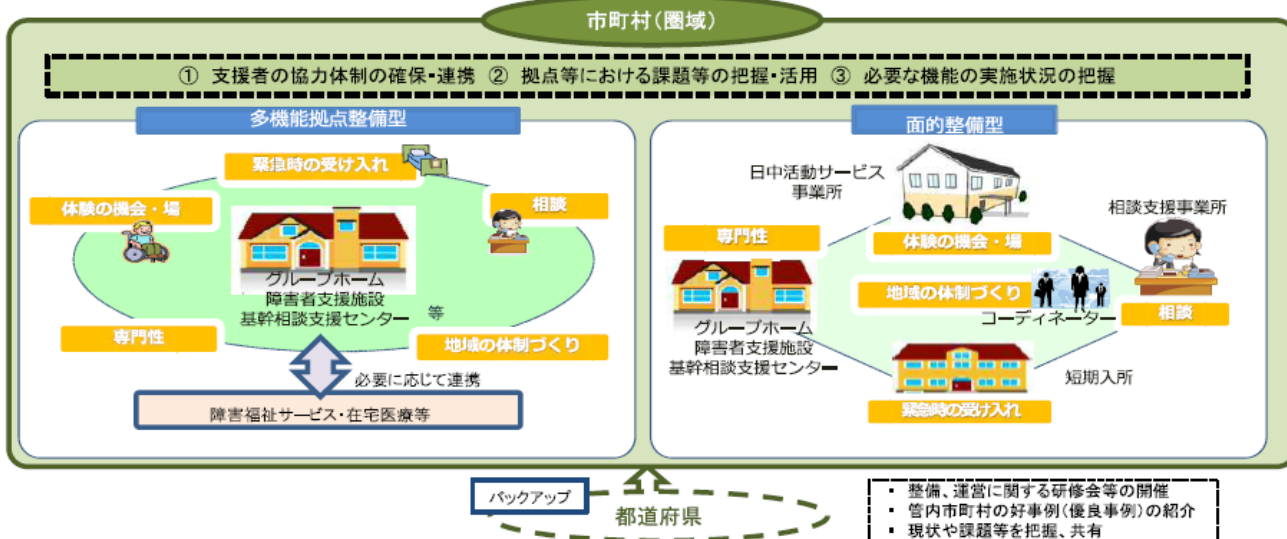 市町村(圏域)
① 支援者の協力体制の確保・連携 ② 拠点等における課題等の把握・活用 ③ 必要な機能の実施状況の把握
多機能拠点整備型
緊急時の受け入れ
体験の機会・場
相談
グループホーム
障害者支援施設
基幹相談支援センター 等
専門性
地域の体制づくり
必要に応じて連携
障害福祉サービス・在宅医療等
面的整備型
日中活動サービス
事業所
相談支援事業所
専門性
体験の機会・場
地域の体制づくり
コーディネーター
相談
グループホーム
障害者支援施設
基幹相談支援センター
短期入所
緊急時の受け入れ
バックアップ
都道府県
・ 整備、運営に関する研修会等の開催
・ 管内市町村の好事例(優良事例)の紹介
・ 現状や課題等を把握、共有